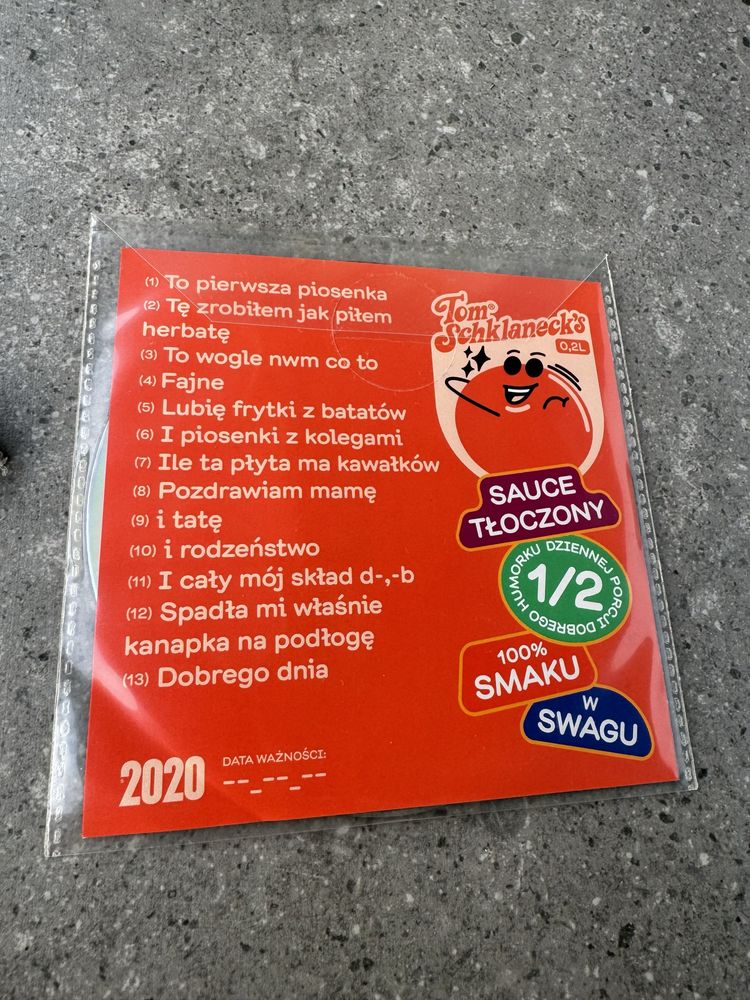 (1) To pierwsza piosenka
(2) Tę zrobiłem jak piłem
herbatę
(3) To wogle nwm co to
(4) Fajne
(5) Lubię frytki z batatów
(6) I piosenki z kolegami
(7) Ile ta płyta ma kawałków
(8) Pozdrawiam mamę
(9) i tatę
(10) i rodzeństwo
(11) I cały mój skład d-,-b
(12) Spadła mi właśnie
kanapka na podłogę
(13) Dobrego dnia
Tom®
Schklaneck's
0,2L
SAUCE
TŁOCZONY
1/2
DZIENNEJ PORCJI DOBREGO HUMORKU
100%
SMAKU
W
SWAGU
2020
DATA WAŻNOŚCI:
--_--_--